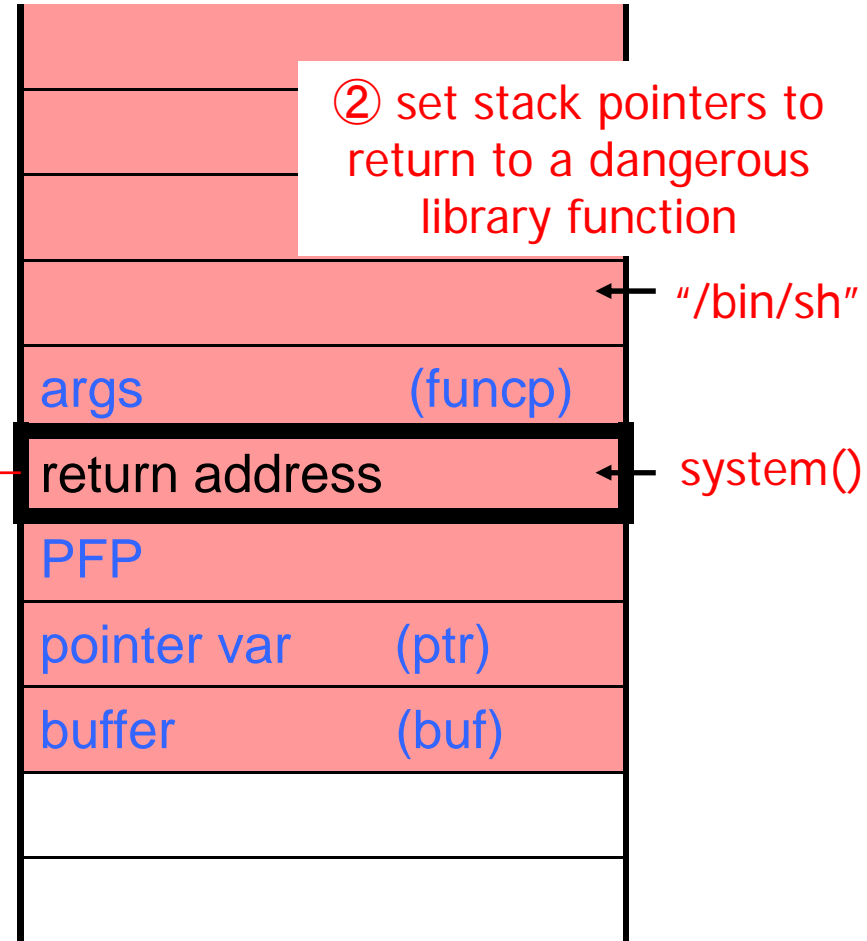 ② set stack pointers to
return to a dangerous
library function
"/bin/sh"
args (funcp)
return address system()
PFP
pointer var (ptr)
buffer (buf)